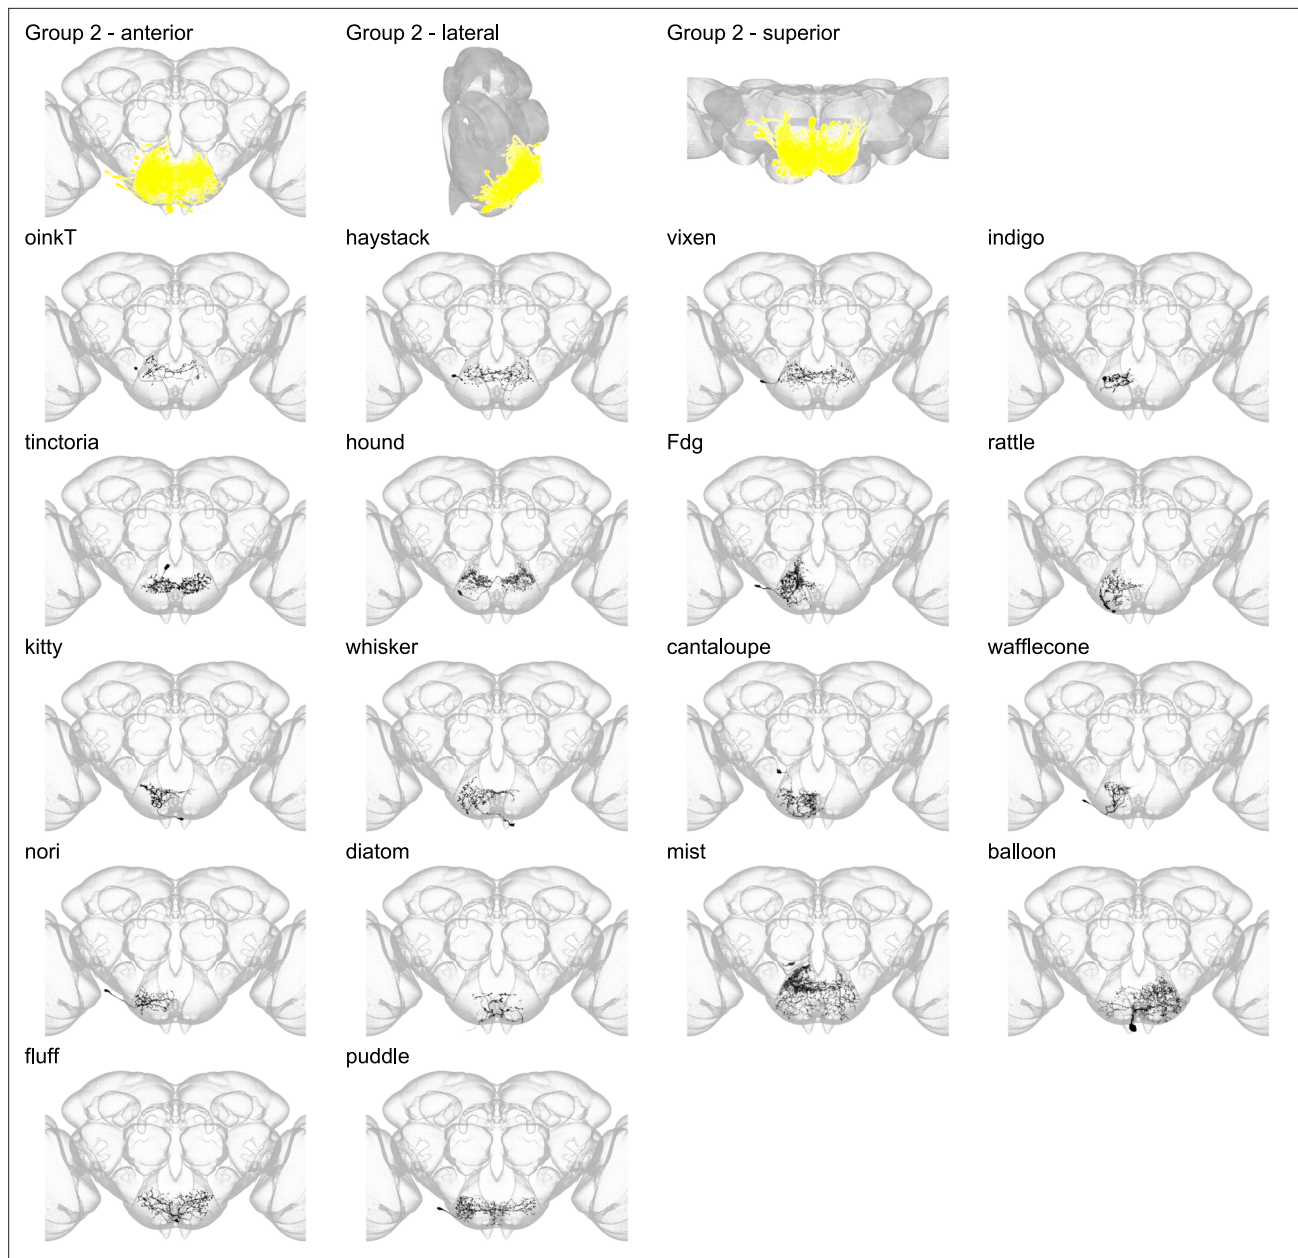 Group 2 - anterior
Group 2 - lateral
Group 2 - superior
oinkT
haystack
vixen
indigo
tinctoria
hound
Fdg
rattle
kitty
whisker
cantaloupe
wafflecone
nori
diatom
mist
balloon
fluff
puddle